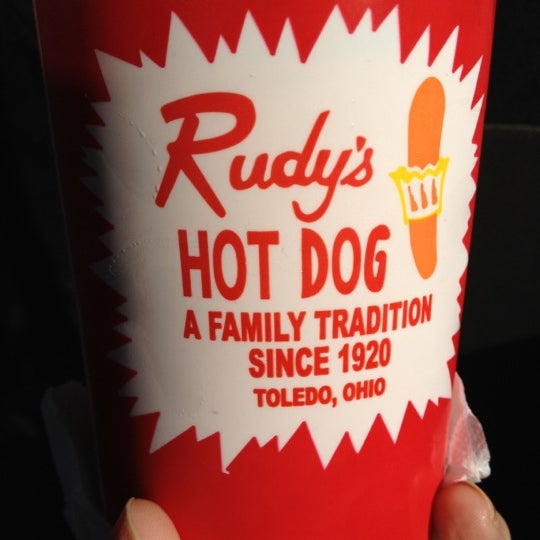 Rudy's
HOT DOG
A FAMILY TRADITION
SINCE 1920
TOLEDO, OHIO